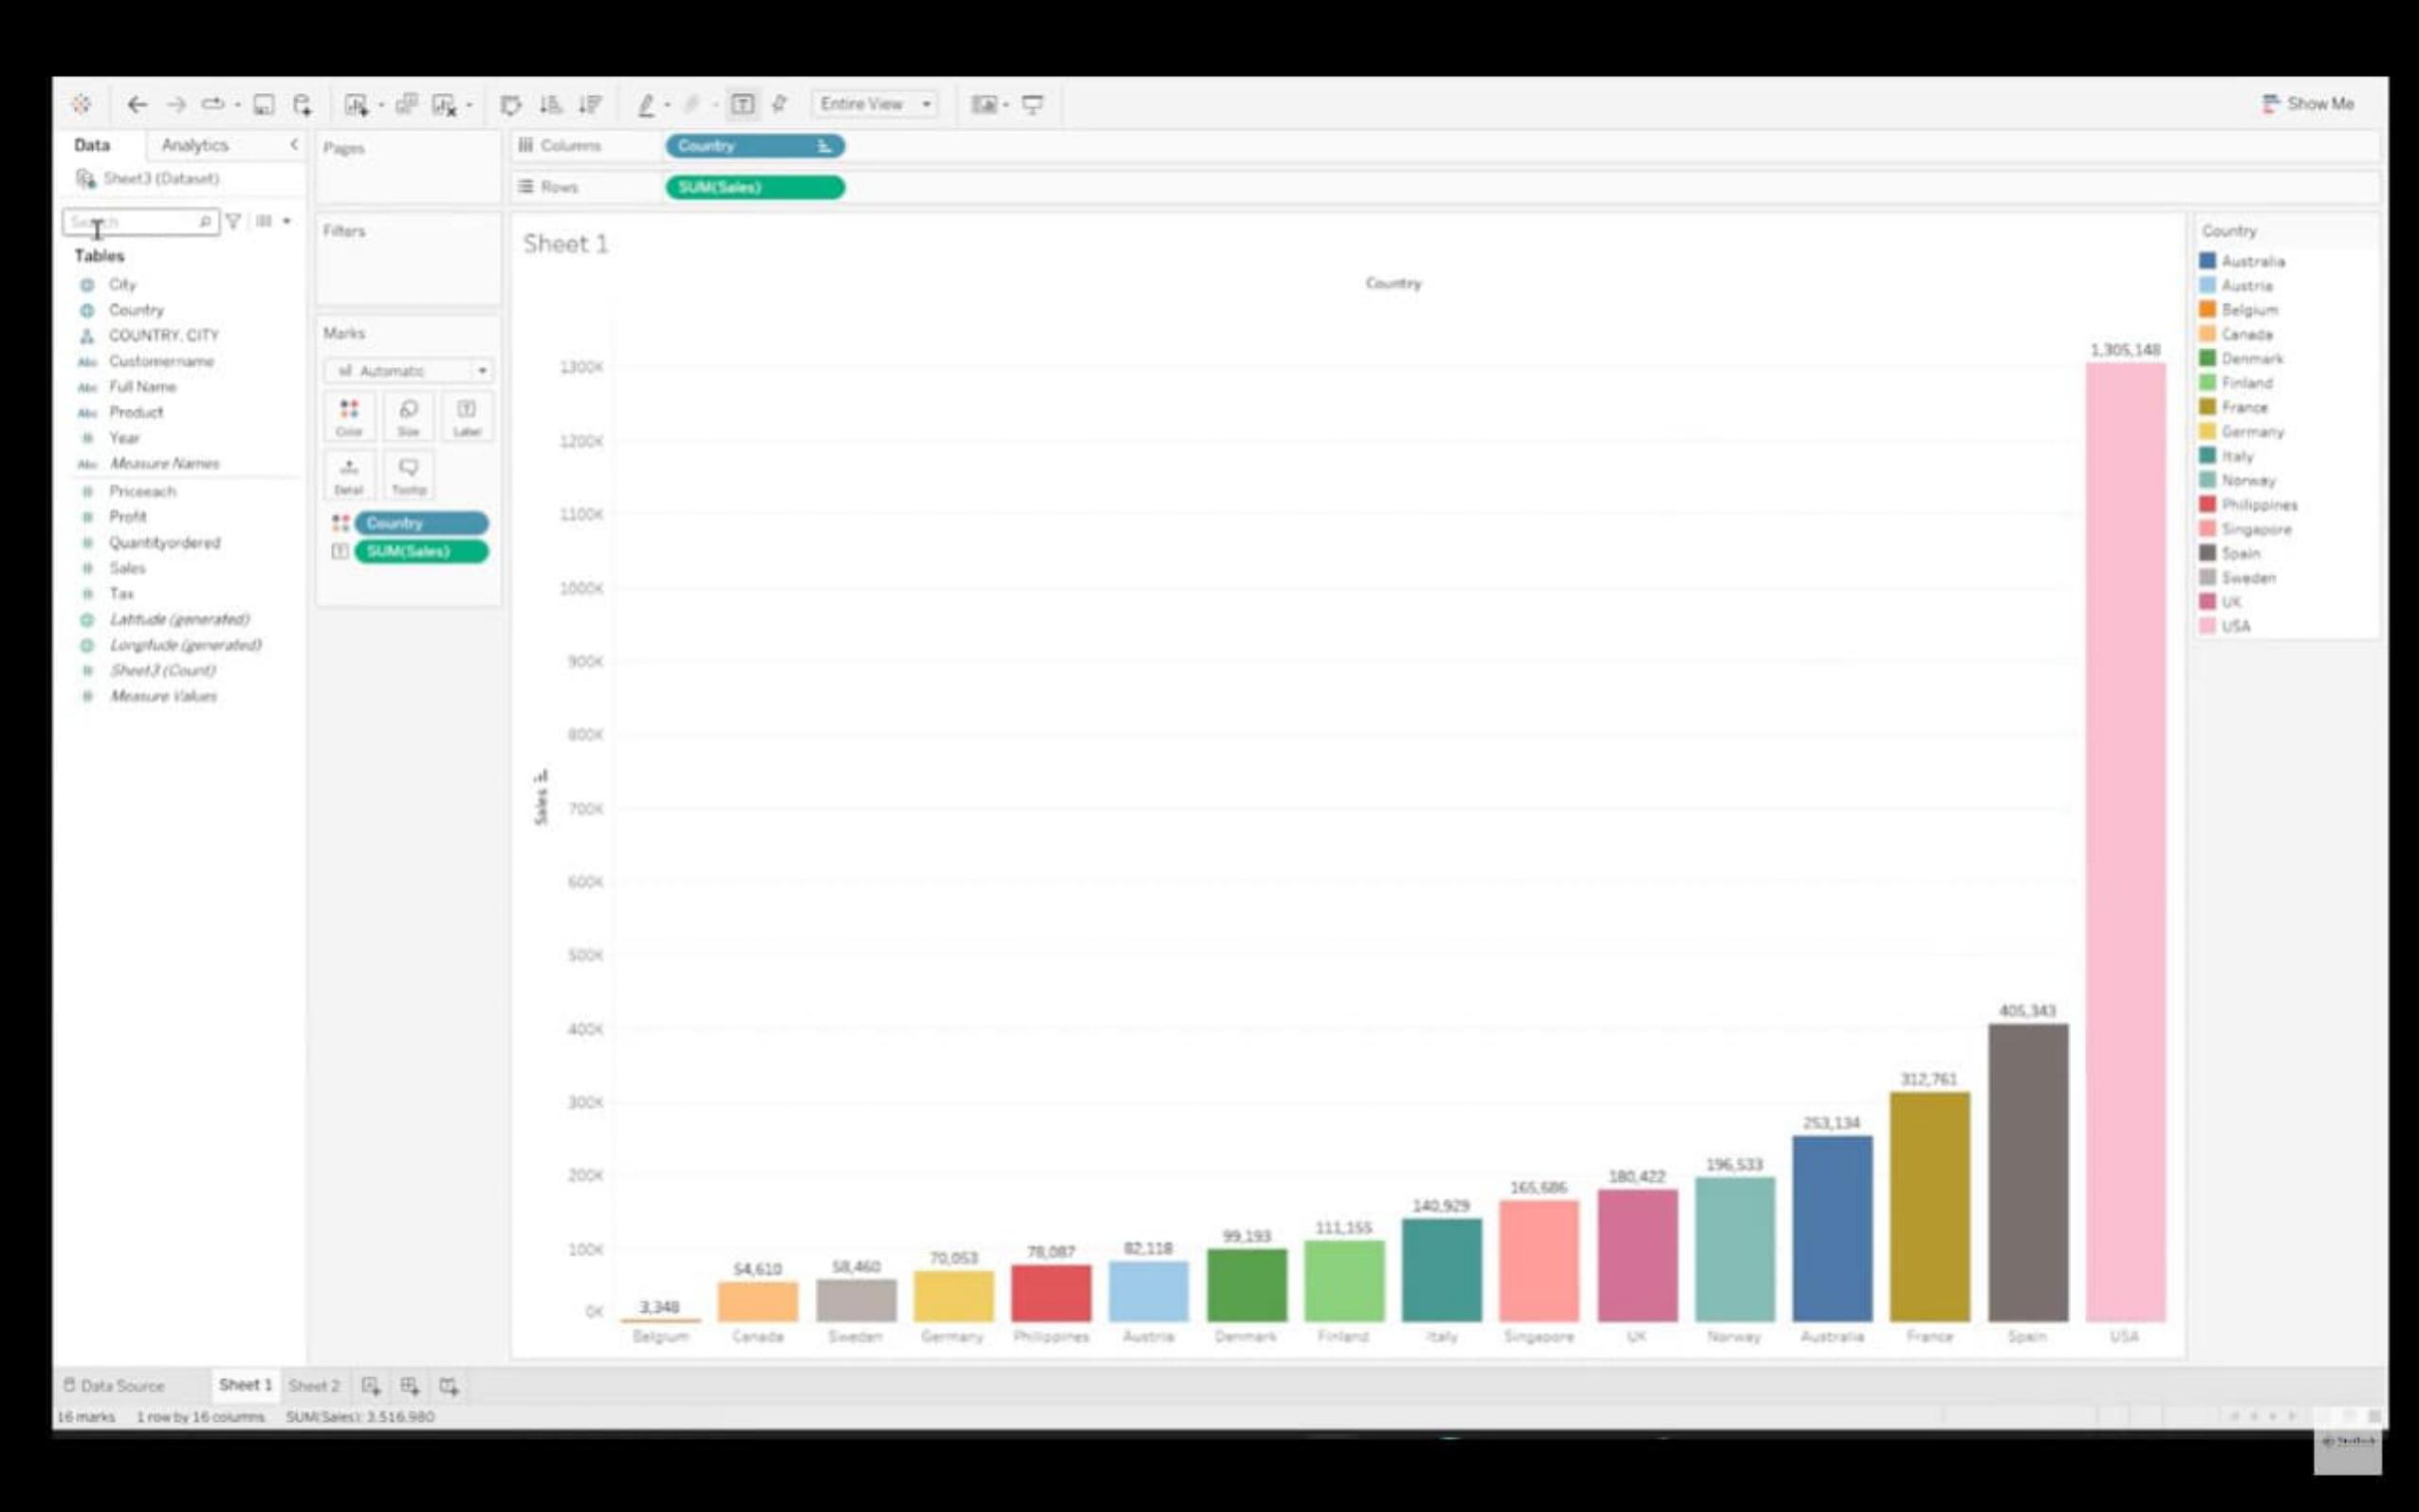 Entire View
Show Me
Data
Analytics
Pages
Columns
Country
Sheet3 (Dataset)
Rows
SUM(Sales)
Search
Filters
Tables
City
Country
COUNTRY, CITY
Customername
Full Name
Product
Year
Measure Names
Priceeach
Profit
Quantityordered
Sales
Tax
Latitude (generated)
Longitude (generated)
Sheet3 (Count)
Measure Values
Marks
Automatic
Color
Size
Label
Detail
Tooltip
Country
SUM(Sales)
Sheet 1
Country
Sales
1300K
1200K
1100K
1000K
900K
800K
700K
600K
500K
400K
300K
200K
100K
0K
3,348
54,610
58,460
70,053
78,087
82,118
99,193
111,155
140,929
165,686
180,422
196,533
253,134
312,761
405,343
1,305,148
Belgium
Canada
Sweden
Germany
Philippines
Austria
Denmark
Finland
Italy
Singapore
UK
Norway
Australia
France
Spain
USA
Country
Australia
Austria
Belgium
Canada
Denmark
Finland
France
Germany
Italy
Norway
Philippines
Singapore
Spain
Sweden
UK
USA
Data Source
Sheet 1
Sheet 2
16 marks 1 row by 16 columns SUM(Sales): 3,516,980